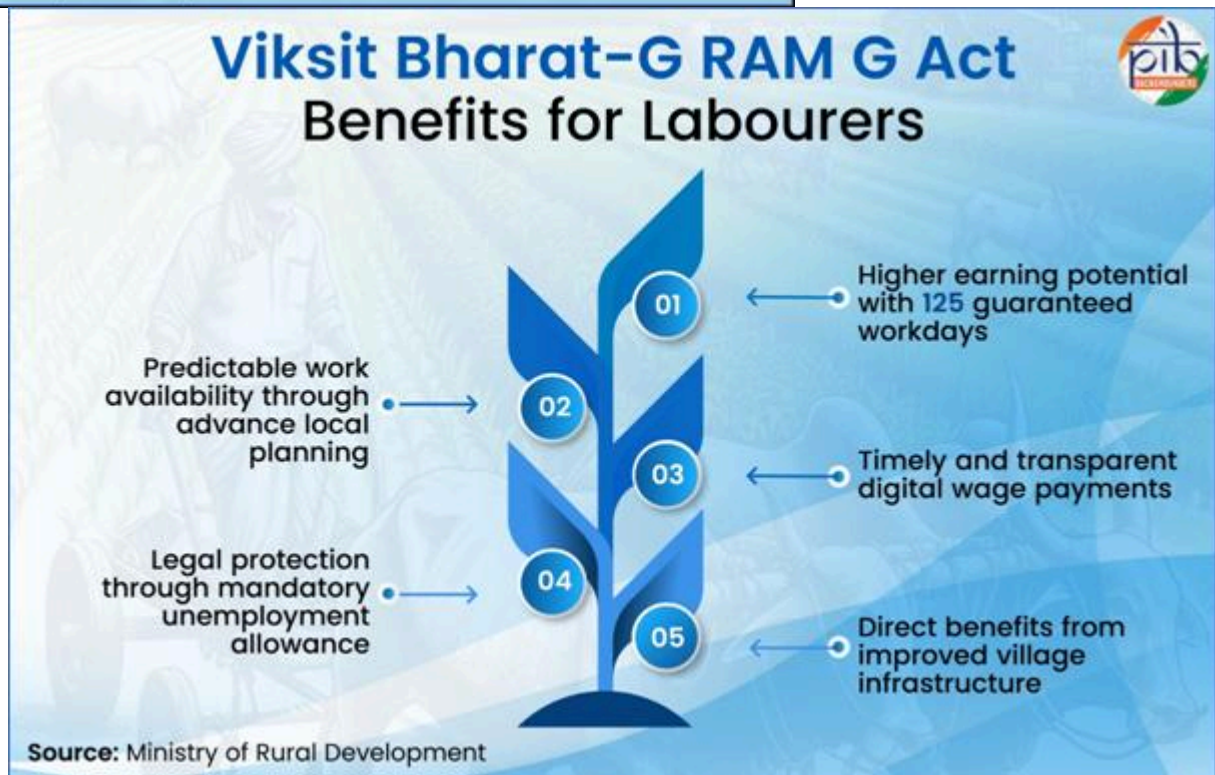 Viksit Bharat-G RAM G Act
Benefits for Labourers
pib
BACKGROUNDERS
01
Higher earning potential
with 125 guaranteed
workdays
Predictable work
availability through
advance local
planning
02
03
Timely and transparent
digital wage payments
Legal protection
through mandatory
unemployment
allowance
04
05
Direct benefits from
improved village
infrastructure
Source: Ministry of Rural Development